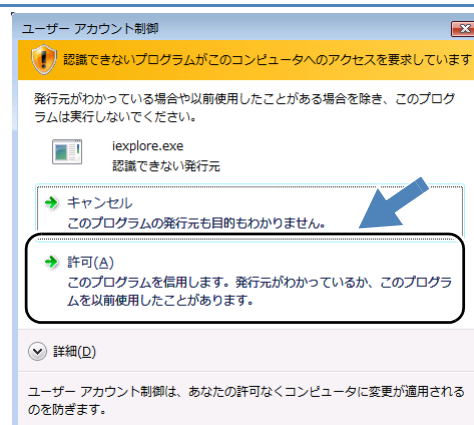 ユーザー アカウント制御
認識できないプログラムがこのコンピュータへのアクセスを要求しています
発行元がわかっている場合や以前使用したことがある場合を除き、このプログ
ラムは実行しないでください。
iexplore.exe
認識できない発行元
キャンセル
このプログラムの発行元も目的もわかりません。
許可(A)
このプログラムを信用します。発行元がわかっているか、このプログラ
ムを以前使用したことがあります。
詳細(D)
ユーザー アカウント制御は、あなたの許可なくコンピュータに変更が適用される
のを防ぎます。